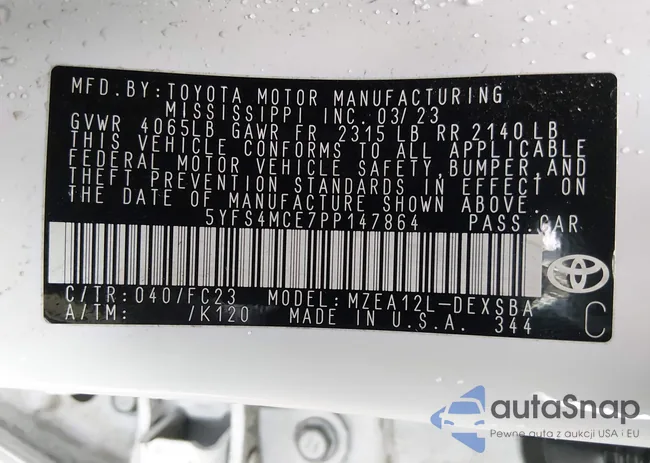 MFD.BY:TOYOTA MOTOR MANUFACTURING
MISSISSIPPI INC.03/23
GVWR 4065LB GAWR FR 2315LB RR 2140LB
THIS VEHICLE CONFORMS TO ALL APPLICABLE
FEDERAL MOTOR VEHICLE SAFETY,BUMPER,AND
THEFT PREVENTION STANDARDS IN EFFECT ON
THE DATE OF MANUFACTURE SHOWN ABOVE.
5YFS4MCE7PP147864 PASS.CAR
C/TR:040/FC23 MODEL:MZEA12L-DEXSBA
A/TM: /K120 MADE IN U.S.A. 344
C
autaSnap
Pewne auta z aukcji USA i EU